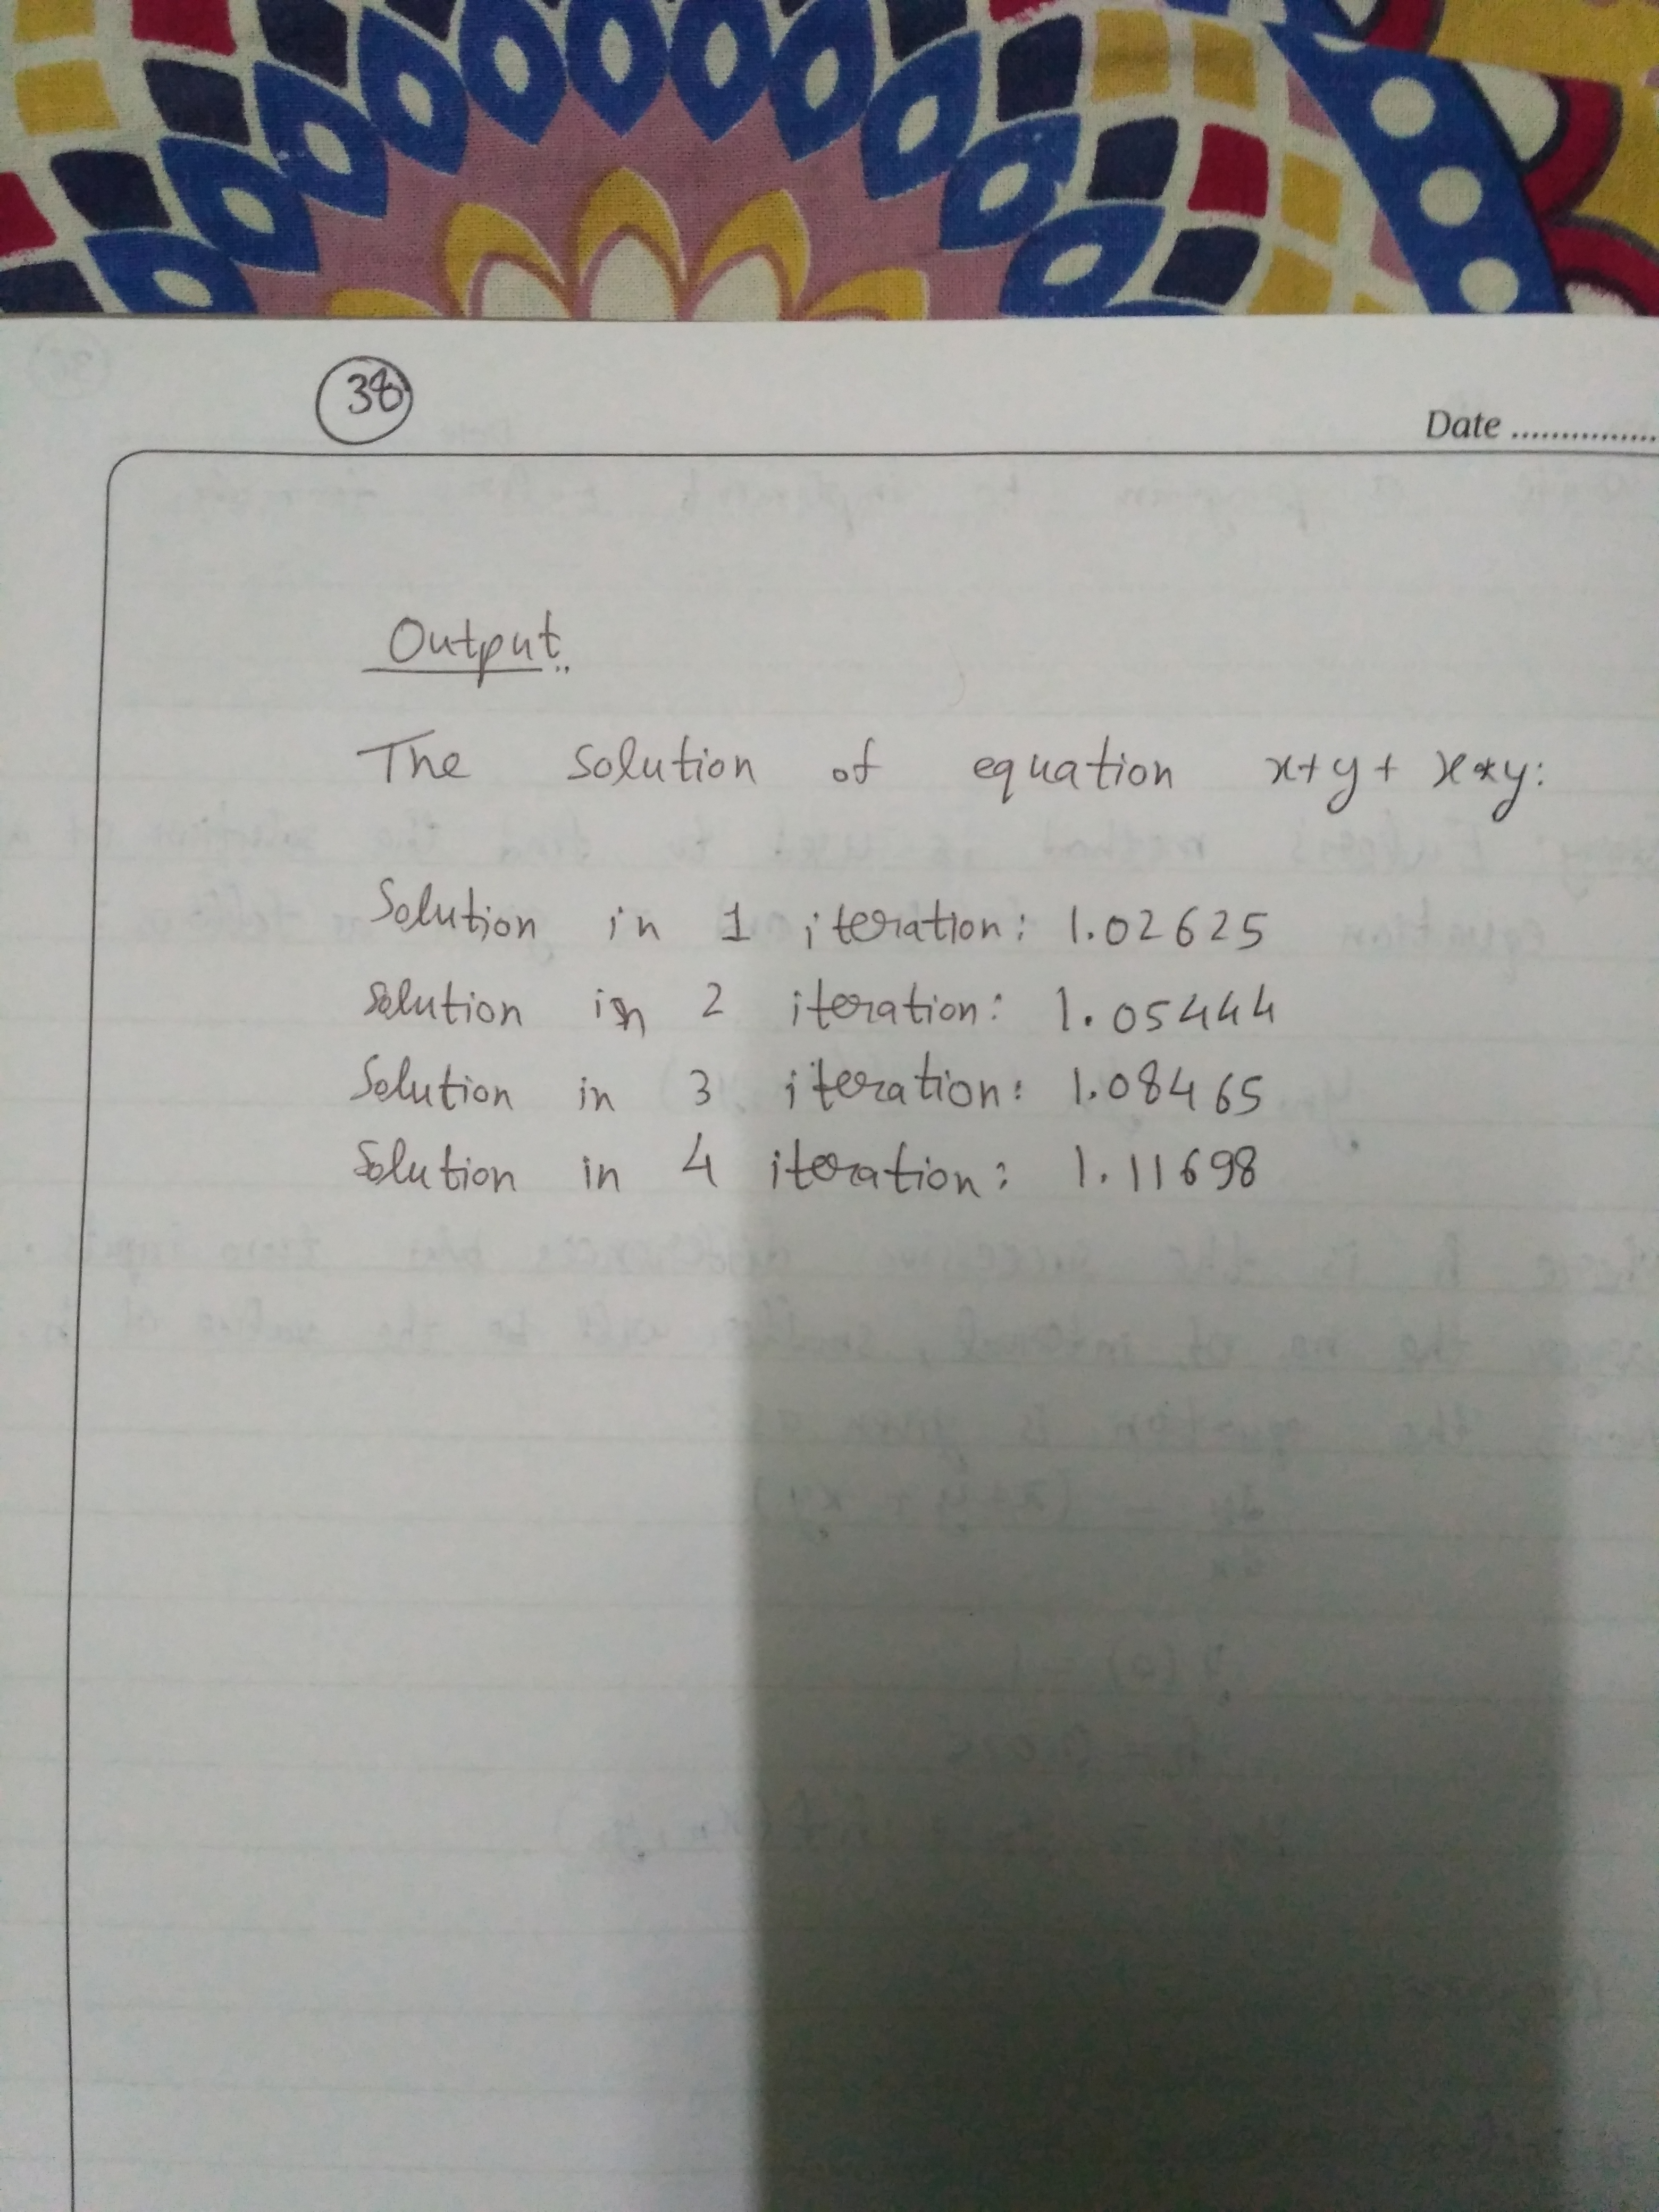 38
Date ................
Output
The solution of equation x+y+ x*y:
Solution in 1 iteration: 1.02625
Solution in 2 iteration: 1.05444
Solution in 3 iteration: 1.08465
Solution in 4 iteration: 1.11698